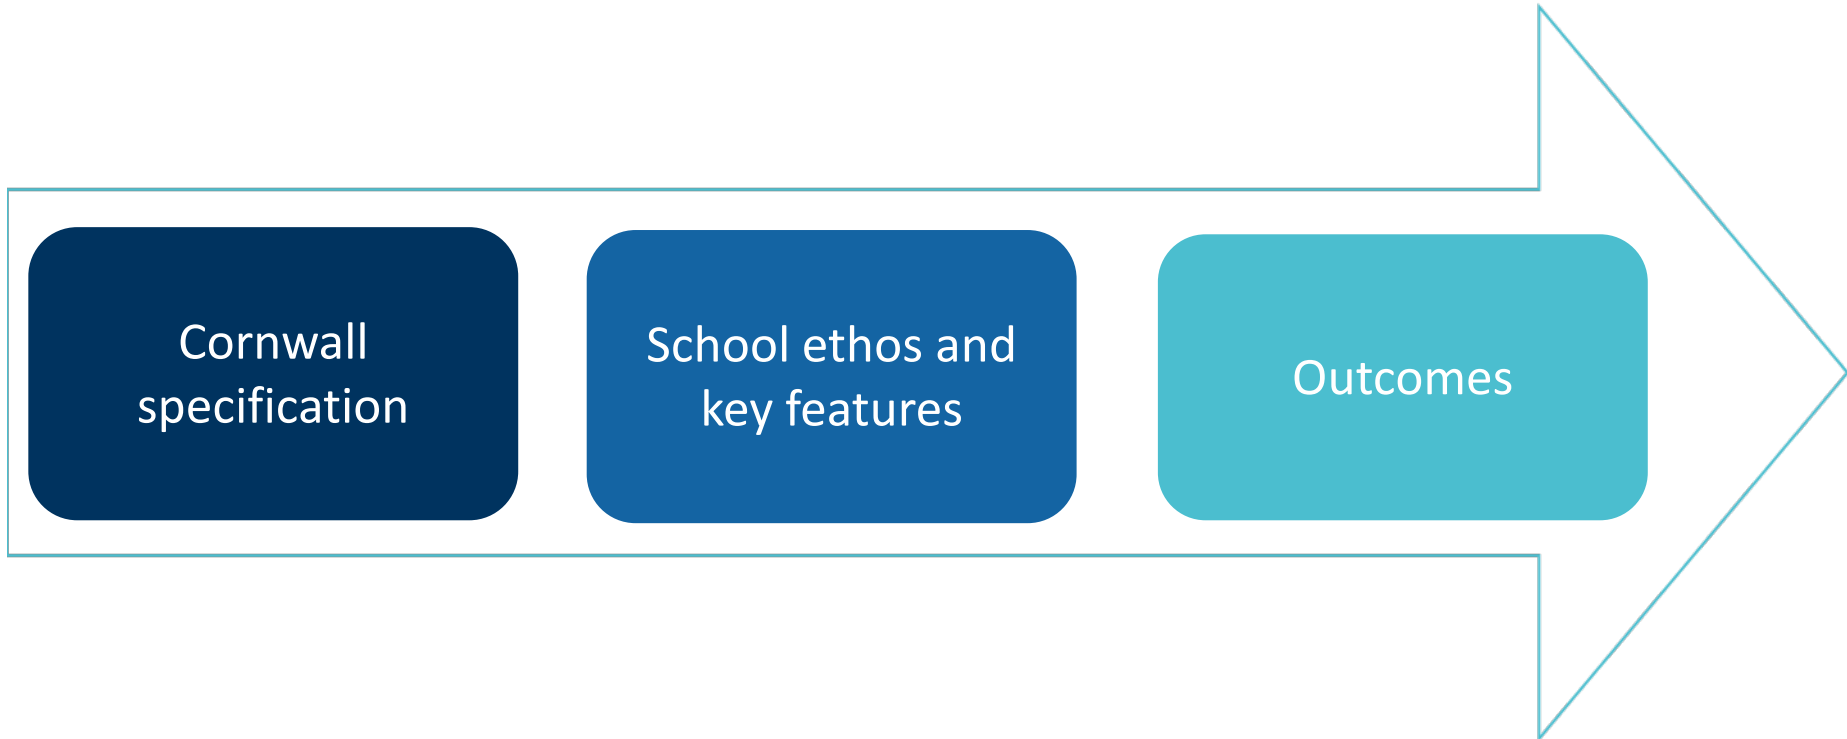 Cornwall
specification
School ethos and
key features
Outcomes